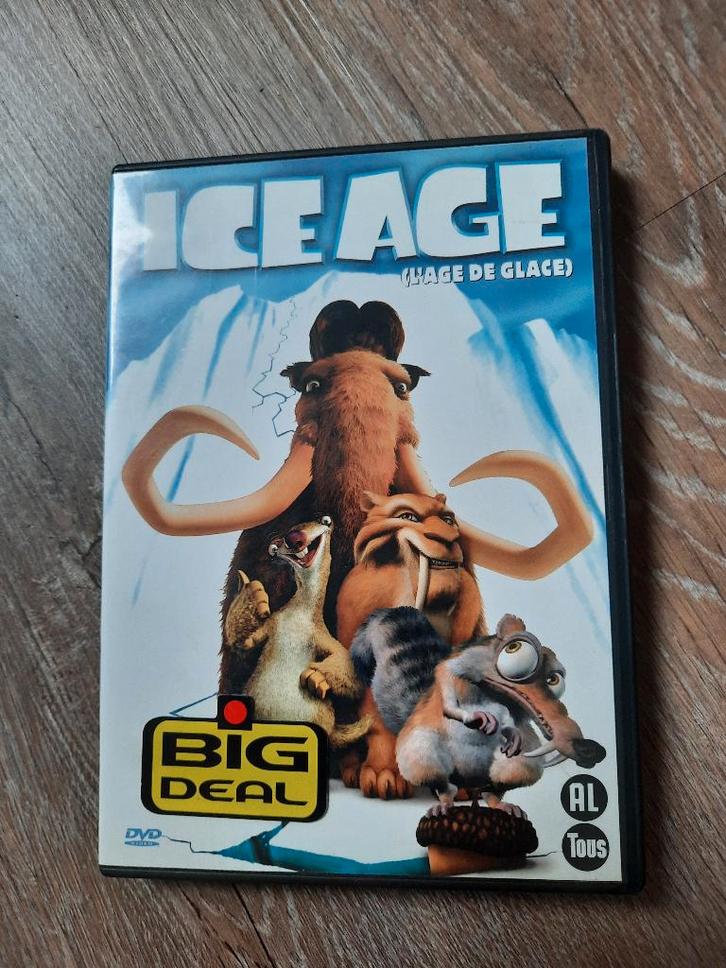 ICE AGE
(L'AGE DE GLACE)
BIG
DEAL
DVD
VIDEO
AL
TOUS